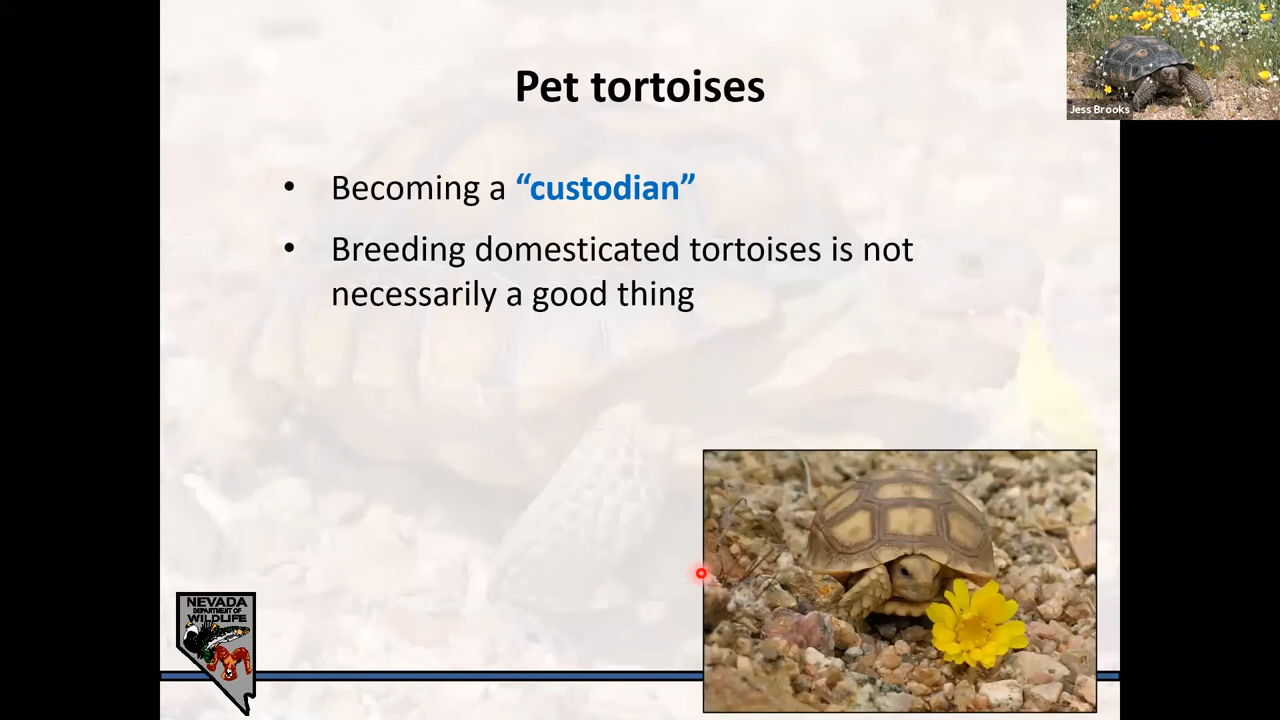 Pet tortoises
Jess Brooks
• Becoming a “custodian”
• Breeding domesticated tortoises is not
necessarily a good thing
NEVADA
DEPARTMENT OF
WILDLIFE